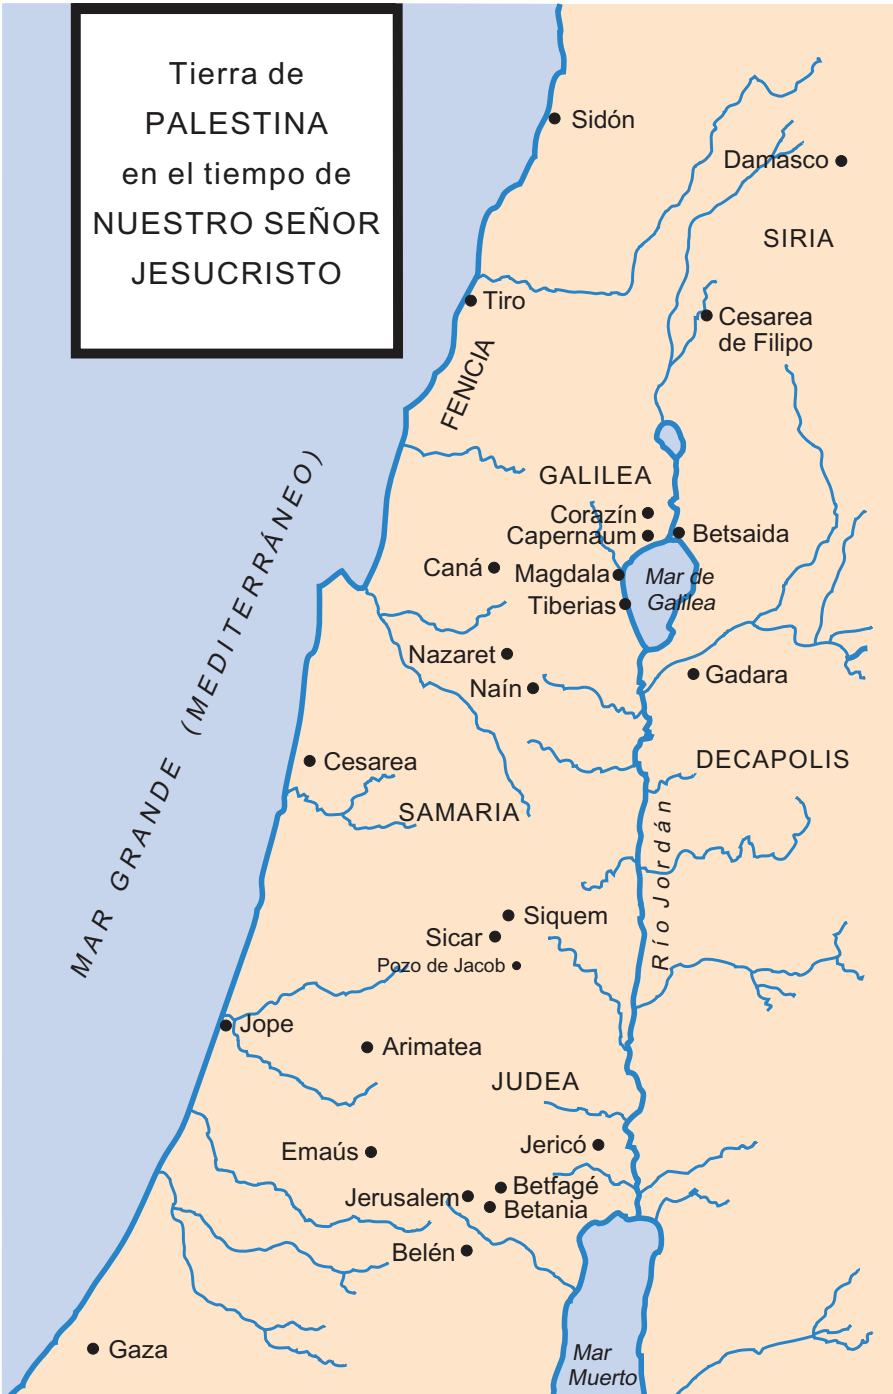 Tierra de
PALESTINA
en el tiempo de
NUESTRO SEÑOR
JESUCRISTO
Sidón
Damasco
SIRIA
Tiro
Cesarea
de Filipo
FENICIA
MAR GRANDE (MEDITERRÁNEO)
GALILEA
Corazín
Capernaum
Betsaida
Caná
Magdala
Mar de
Galilea
Tiberias
Nazaret
Gadara
Naín
Cesarea
DECAPOLIS
SAMARIA
Río Jordán
Siquem
Sicar
Pozo de Jacob
Jope
Arimatea
JUDEA
Emaús
Jericó
Betfagé
Jerusalem
Betania
Belén
Gaza
Mar
Muerto